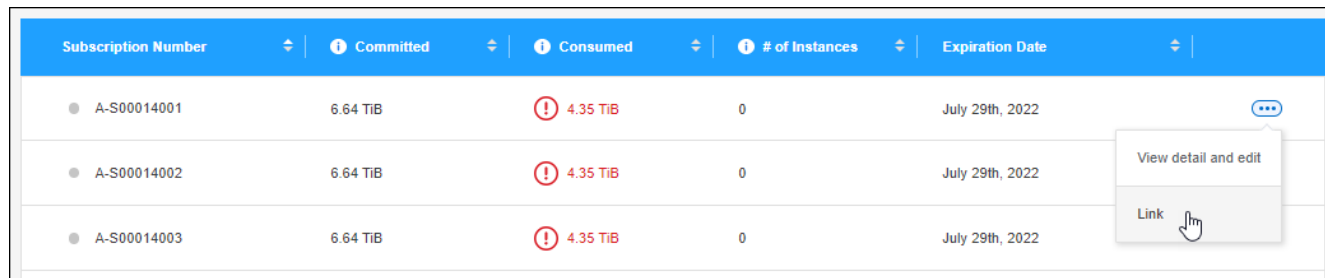 Subscription Number Committed Consumed # of Instances Expiration Date
A-S00014001 6.64 TiB 4.35 TiB 0 July 29th, 2022
View detail and edit
A-S00014002 6.64 TiB 4.35 TiB 0 July 29th, 2022
Link
A-S00014003 6.64 TiB 4.35 TiB 0 July 29th, 2022